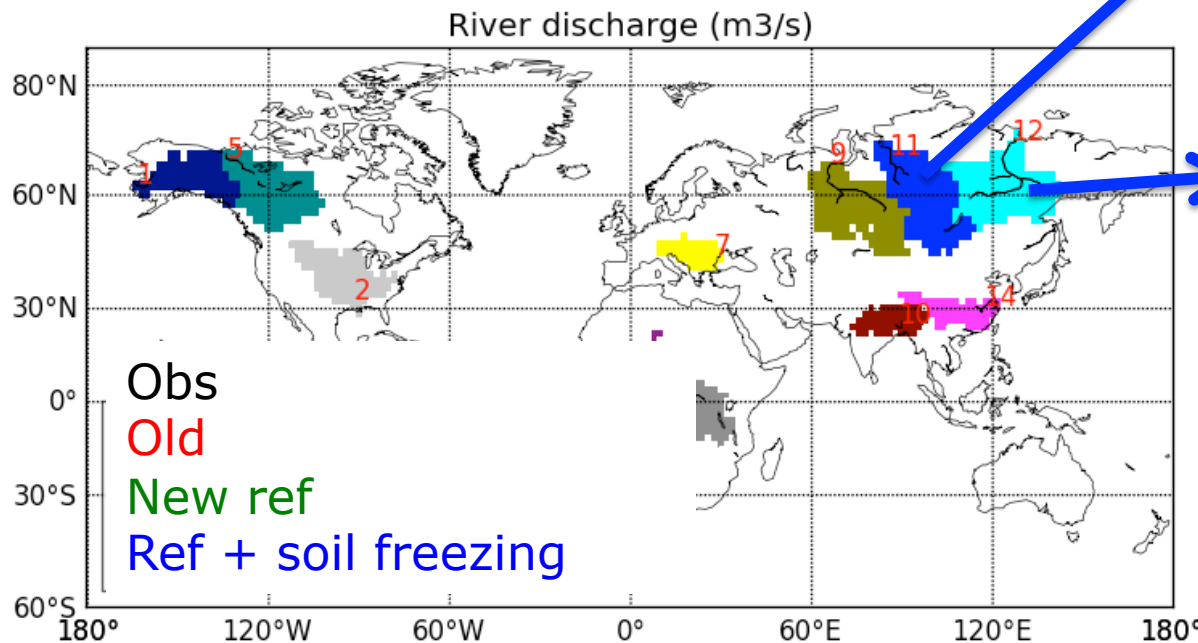 River discharge (m3/s)
80°N
60°N
30°N
0°
30°S
60°S
180°
120°W
60°W
0°
60°E
120°E
180°
1
5
2
7
9
11
12
10
14
Obs
Old
New ref
Ref + soil freezing